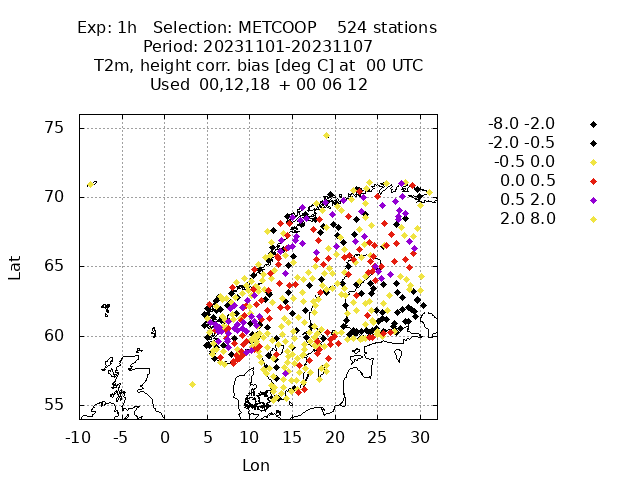 Exp: 1h   Selection: METCOOP    524 stations
Period: 20231101-20231107
T2m, height corr. bias [deg C] at  00 UTC
Used  00,12,18  + 00 06 12
-8.0 -2.0
-2.0 -0.5
-0.5 0.0
0.0 0.5
0.5 2.0
2.0 8.0
75
70
65
60
55
Lat
-10 -5 0 5 10 15 20 25 30
Lon